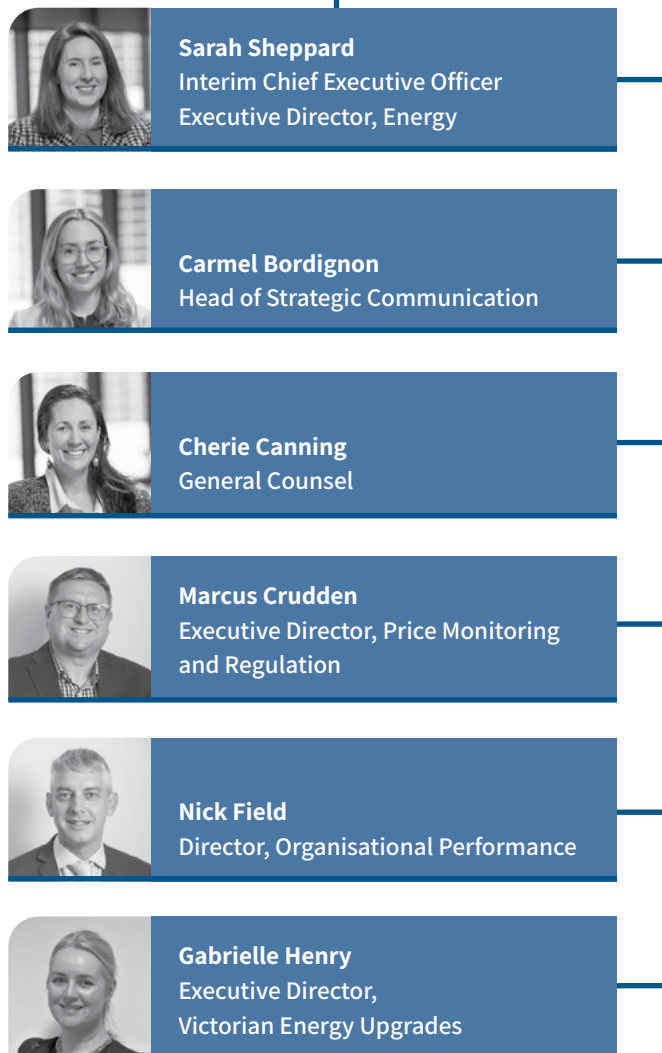 Sarah Sheppard
Interim Chief Executive Officer
Executive Director, Energy
Carmel Bordignon
Head of Strategic Communication
Cherie Canning
General Counsel
Marcus Crudden
Executive Director, Price Monitoring
and Regulation
Nick Field
Director, Organisational Performance
Gabrielle Henry
Executive Director,
Victorian Energy Upgrades